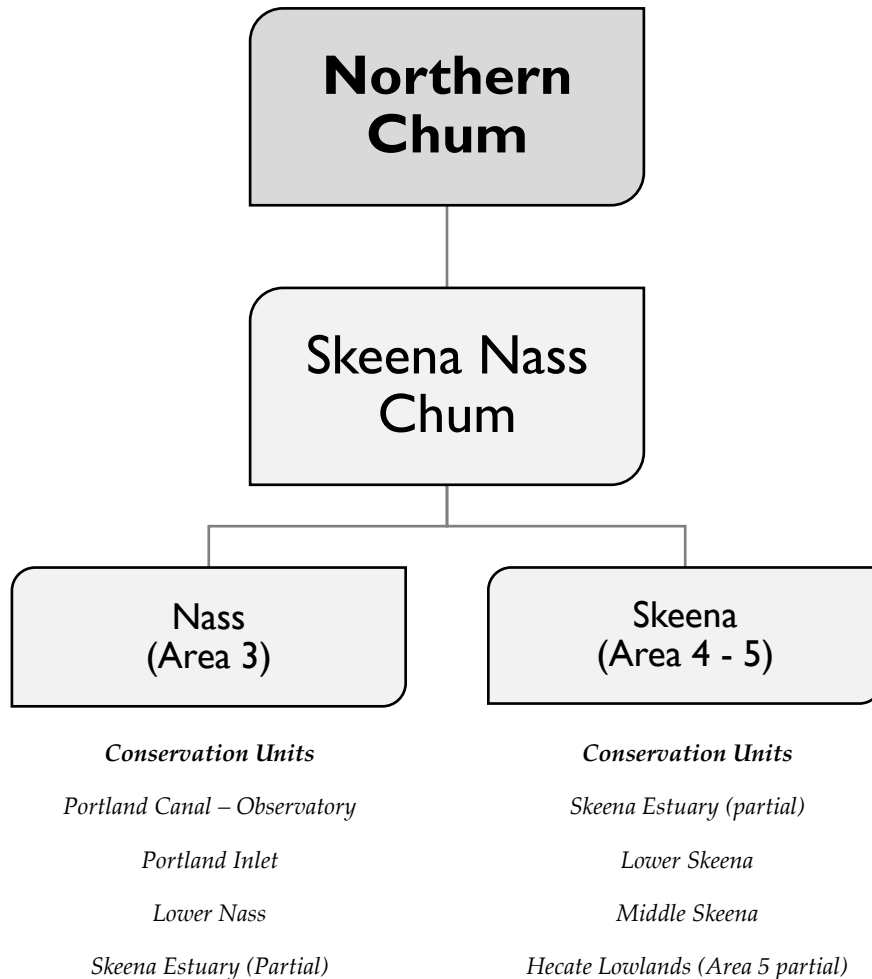 Northern
Chum
Skeena Nass
Chum
Nass
(Area 3)
Skeena
(Area 4 - 5)
Conservation Units
Portland Canal – Observatory
Portland Inlet
Lower Nass
Skeena Estuary (Partial)
Conservation Units
Skeena Estuary (partial)
Lower Skeena
Middle Skeena
Hecate Lowlands (Area 5 partial)